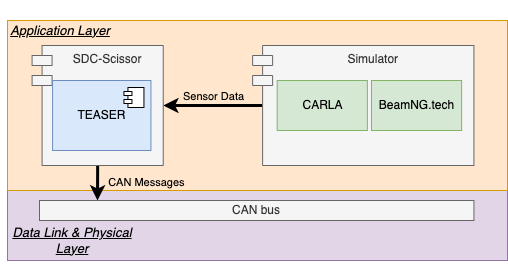 Application Layer
SDC-Scissor
Simulator
TEASER
Sensor Data
CARLA
BeamNG.tech
CAN Messages
CAN bus
Data Link & Physical
Layer